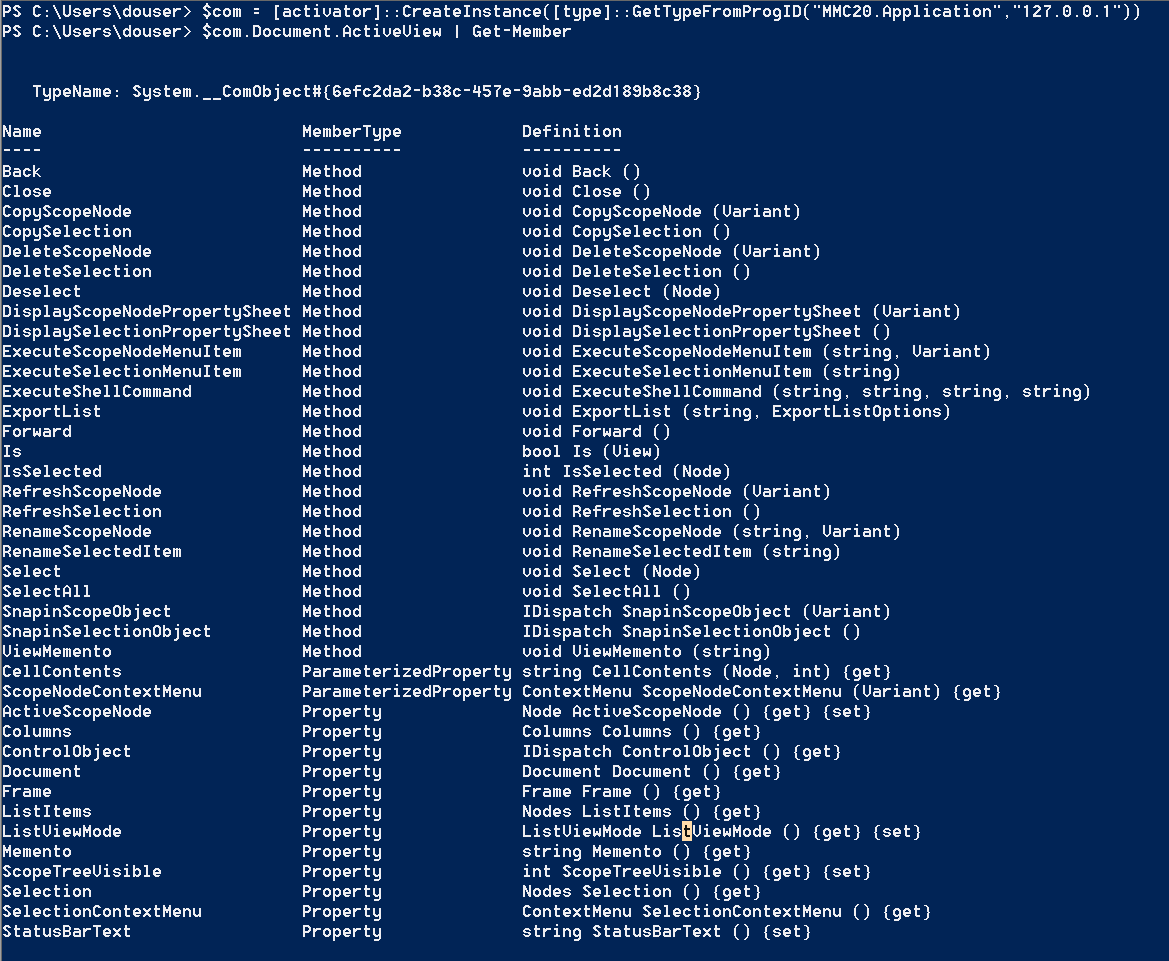 PS C:\Users\douser> $com = [activator]::CreateInstance([type]::GetTypeFromProgID("MMC20.Application","127.0.0.1"))
PS C:\Users\douser> $com.Document.ActiveView | Get-Member
TypeName: System.__ComObject#{6efc2da2-b38c-457e-9abb-ed2d189b8c38}
Name MemberType Definition
---- ---------- ----------
Back Method void Back ()
Close Method void Close ()
CopyScopeNode Method void CopyScopeNode (Variant)
CopySelection Method void CopySelection ()
DeleteScopeNode Method void DeleteScopeNode (Variant)
DeleteSelection Method void DeleteSelection ()
Deselect Method void Deselect (Node)
DisplayScopeNodePropertySheet Method void DisplayScopeNodePropertySheet (Variant)
DisplaySelectionPropertySheet Method void DisplaySelectionPropertySheet ()
ExecuteScopeNodeMenuItem Method void ExecuteScopeNodeMenuItem (string, Variant)
ExecuteSelectionMenuItem Method void ExecuteSelectionMenuItem (string)
ExecuteShellCommand Method void ExecuteShellCommand (string, string, string, string)
ExportList Method void ExportList (string, ExportListOptions)
Forward Method void Forward ()
Is Method bool Is (View)
IsSelected Method int IsSelected (Node)
RefreshScopeNode Method void RefreshScopeNode (Variant)
RefreshSelection Method void RefreshSelection ()
RenameScopeNode Method void RenameScopeNode (string, Variant)
RenameSelectedItem Method void RenameSelectedItem (string)
Select Method void Select (Node)
SelectAll Method void SelectAll ()
SnapinScopeObject Method IDispatch SnapinScopeObject (Variant)
SnapinSelectionObject Method IDispatch SnapinSelectionObject ()
ViewMemento Method void ViewMemento (string)
CellContents ParameterizedProperty string CellContents (Node, int) {get}
ScopeNodeContextMenu ParameterizedProperty ContextMenu ScopeNodeContextMenu (Variant) {get}
ActiveScopeNode Property Node ActiveScopeNode () {get} {set}
Columns Property Columns Columns () {get}
ControlObject Property IDispatch ControlObject () {get}
Document Property Document Document () {get}
Frame Property Frame Frame () {get}
ListItems Property Nodes ListItems () {get}
ListViewMode Property ListViewMode ListViewMode () {get} {set}
Memento Property string Memento () {get}
ScopeTreeVisible Property int ScopeTreeVisible () {get} {set}
Selection Property Nodes Selection () {get}
SelectionContextMenu Property ContextMenu SelectionContextMenu () {get}
StatusBarText Property string StatusBarText () {set}